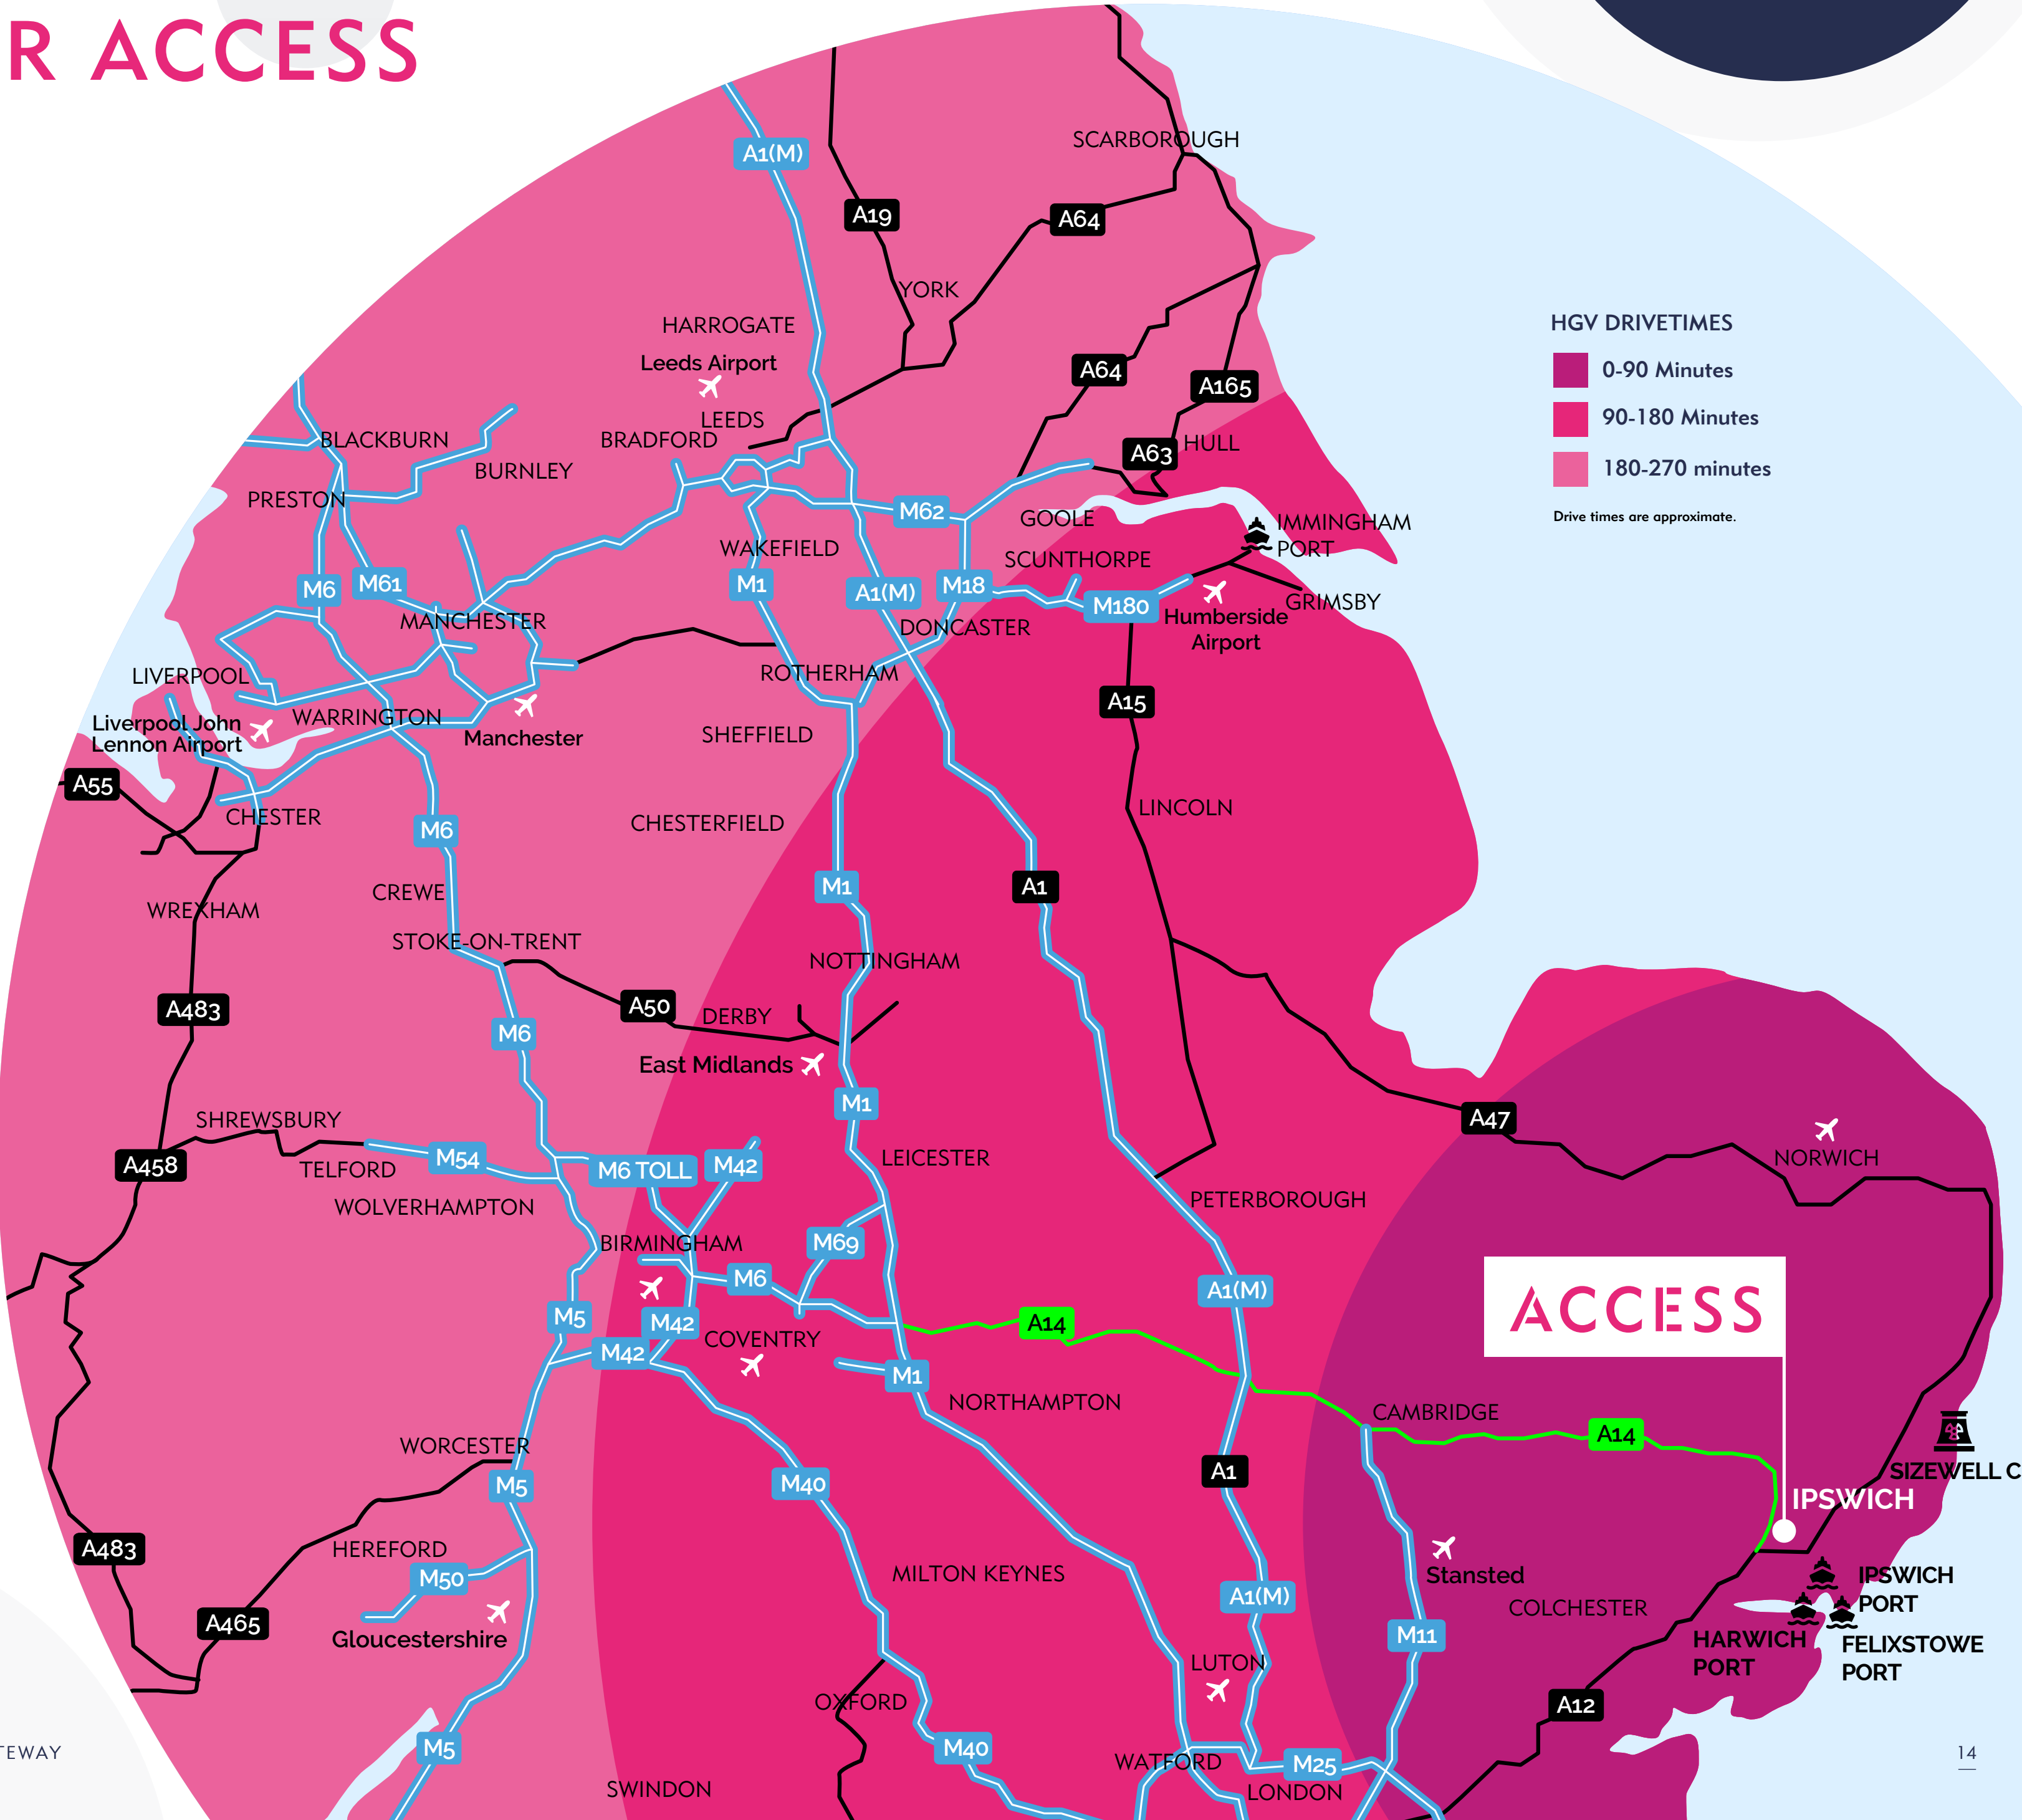 R ACCESS
HGV DRIVETIMES
0-90 Minutes
90-180 Minutes
180-270 minutes
Drive times are approximate.
SCARBOROUGH
A1(M)
A19
A64
YORK
HARROGATE
Leeds Airport
A64
A165
LEEDS
BRADFORD
BLACKBURN
HULL
A63
BURNLEY
PRESTON
M62
GOOLE
IMMINGHAM
PORT
WAKEFIELD
SCUNTHORPE
M6
M61
M1
A1(M)
M18
M180
GRIMSBY
MANCHESTER
DONCASTER
Humberside
Airport
LIVERPOOL
ROTHERHAM
A15
WARRINGTON
Liverpool John
Lennon Airport
Manchester
SHEFFIELD
A55
CHESTER
M6
CHESTERFIELD
LINCOLN
CREWE
M1
A1
WREXHAM
STOKE-ON-TRENT
NOTTINGHAM
A483
A50
DERBY
M6
East Midlands
M1
A47
SHREWSBURY
A458
TELFORD
M54
M6 TOLL
M42
LEICESTER
NORWICH
WOLVERHAMPTON
PETERBOROUGH
BIRMINGHAM
M69
M6
A1(M)
M5
M42
A14
ACCESS
M42
COVENTRY
M1
NORTHAMPTON
CAMBRIDGE
A14
WORCESTER
M5
M40
A1
SIZEWELL C
IPSWICH
A483
HEREFORD
M50
MILTON KEYNES
Stansted
IPSWICH
PORT
A1(M)
COLCHESTER
A465
Gloucestershire
M11
HARWICH
PORT
FELIXSTOWE
PORT
LUTON
OXFORD
A12
M5
M40
WATFORD
M25
SWINDON
LONDON
TEWAY
14